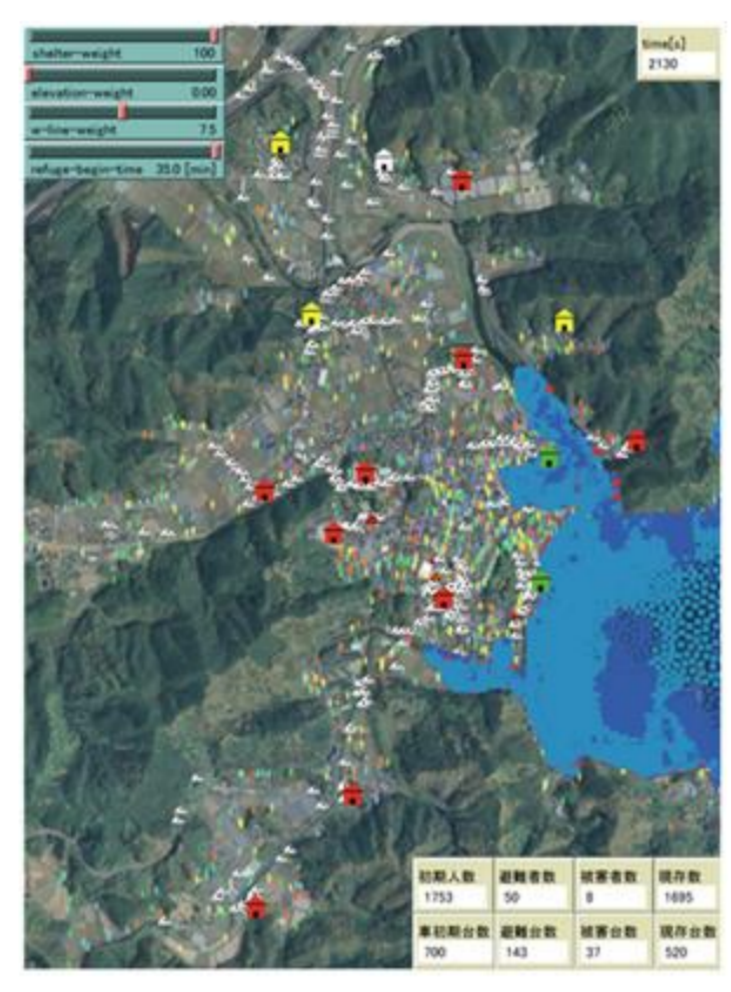 shelter-weight 100
elevation-weight 0.00
w-line-weight 7.5
refuge-begin-time 35.0 [min]
time[s]
2130
初期人数 避難者数 被害者数 現存数
1753 50 8 1695
車初期台数 避難台数 被害台数 現存台数
700 143 37 520